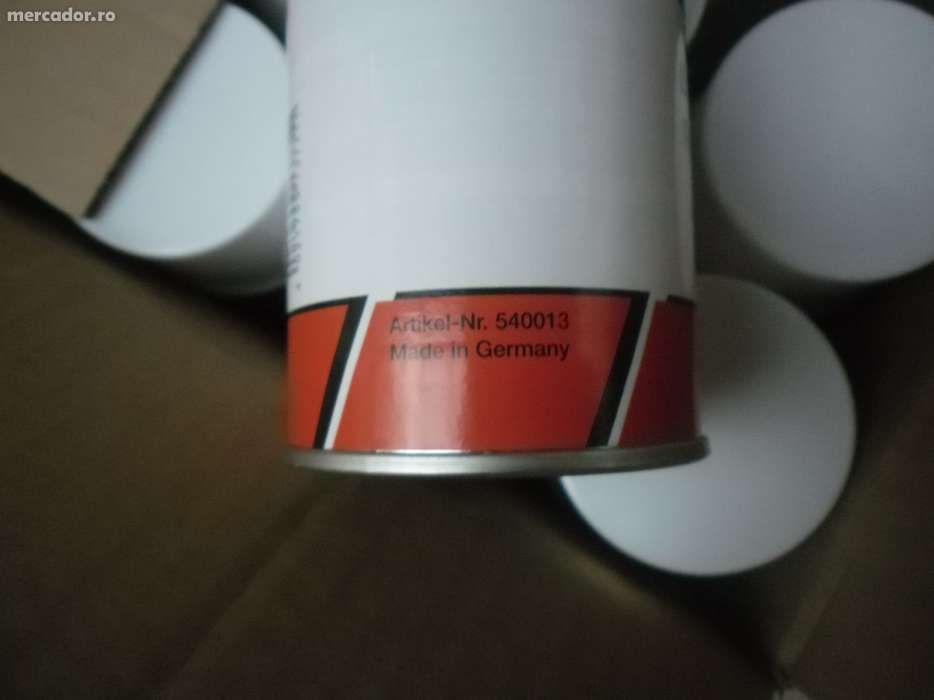 mercador.ro
Artikel-Nr. 540013
Made in Germany